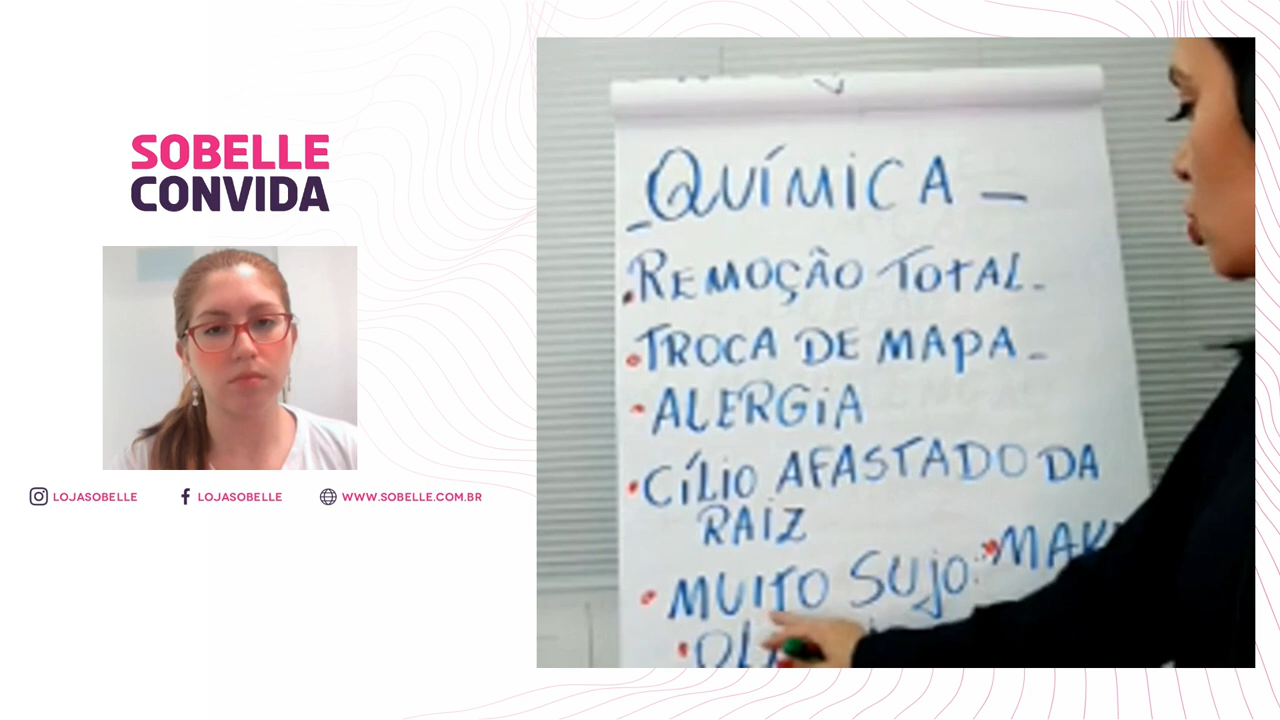 SOBELLE
CONVIDA
LOJASOBELLE
LOJASOBELLE
WWW.SOBELLE.COM.BR
QUÍMICA
REMOÇÃO TOTAL
TROCA DE MAPA
ALERGIA
CÍLIO AFASTADO DA
RAIZ
MUITO SUJO: